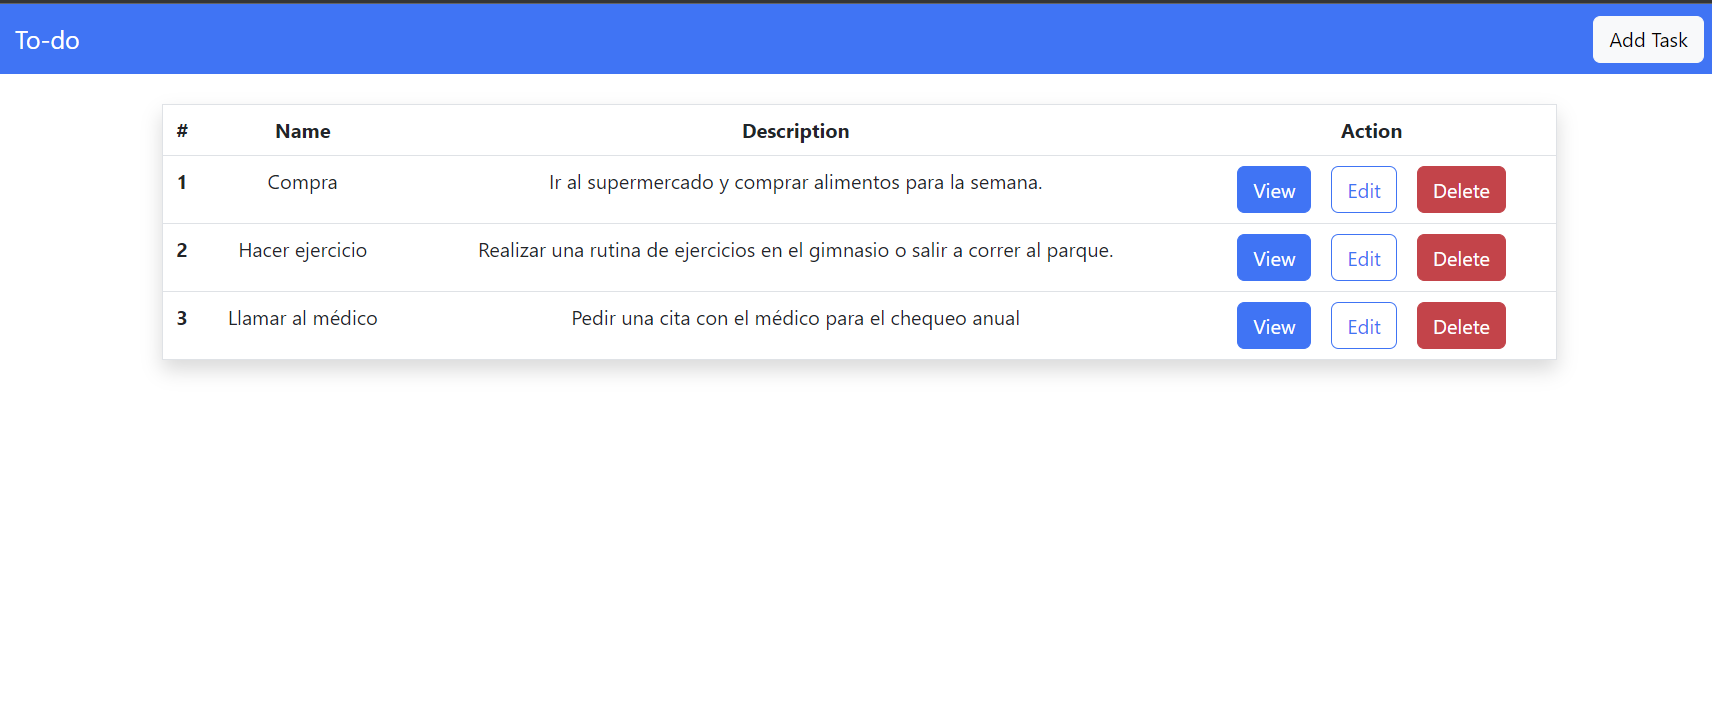 To-do Add Task
# Name Description Action
1 Compra Ir al supermercado y comprar alimentos para la semana. View Edit Delete
2 Hacer ejercicio Realizar una rutina de ejercicios en el gimnasio o salir a correr al parque. View Edit Delete
3 Llamar al médico Pedir una cita con el médico para el chequeo anual View Edit Delete